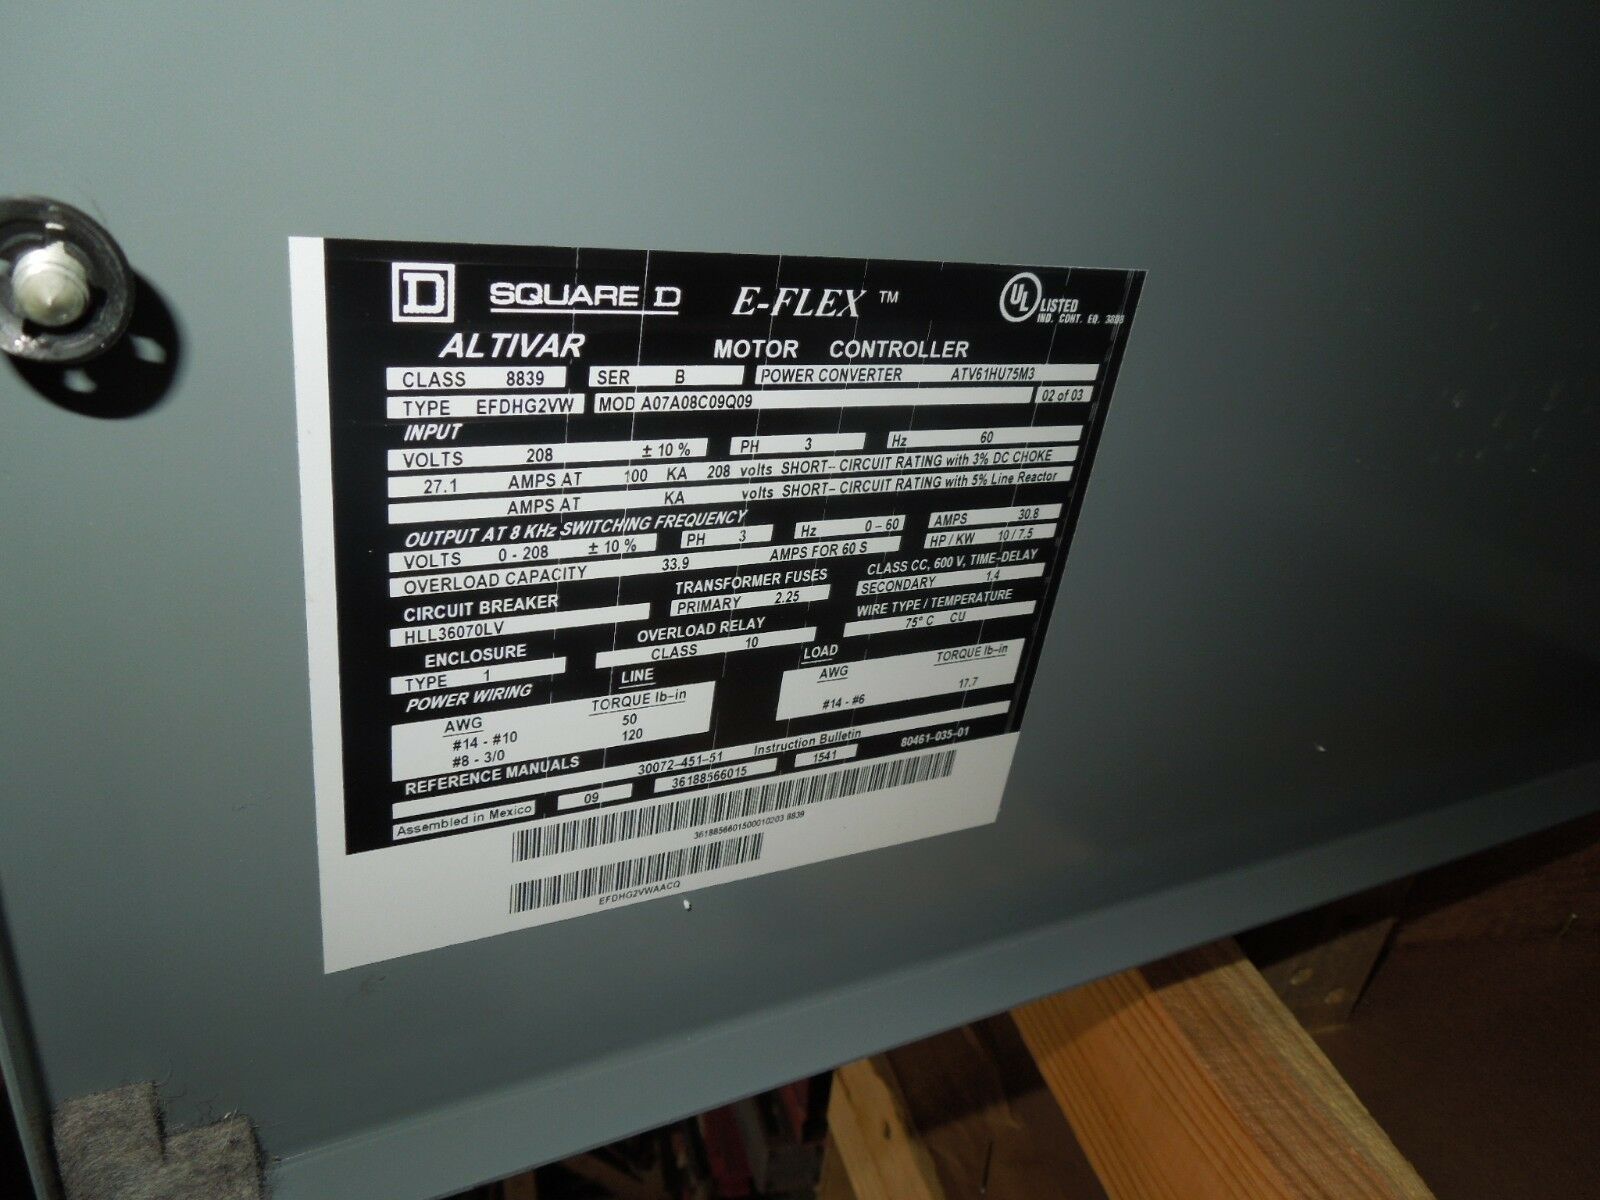 D SQUARE D E-FLEX ™ UL LISTED
IND. CONT. EQ.
ALTIVAR MOTOR CONTROLLER
CLASS 8839 SER B POWER CONVERTER ATV61HU75M3
TYPE EFDHG2VW MOD A07A08C09Q09 02 of 03
INPUT
VOLTS 208 ± 10 % PH 3 Hz 60
27.1 AMPS AT 100 KA 208 volts SHORT-- CIRCUIT RATING with 3% DC CHOKE
AMPS AT KA volts SHORT-- CIRCUIT RATING with 5% Line Reactor
OUTPUT AT 8 KHz SWITCHING FREQUENCY
VOLTS 0 - 208 ± 10 % PH 3 Hz 0 - 60 AMPS 30.8
HP / KW 10 / 7.5
OVERLOAD CAPACITY 33.9 AMPS FOR 60 S
CIRCUIT BREAKER TRANSFORMER FUSES CLASS CC, 600 V, TIME-DELAY
HLL36070LV PRIMARY 2.25 SECONDARY 1.4
ENCLOSURE OVERLOAD RELAY WIRE TYPE / TEMPERATURE
TYPE 1 CLASS 10 75° C CU
POWER WIRING LINE LOAD
AWG TORQUE lb-in AWG TORQUE lb-in
#14 - #10 50 #14 - #6 17.7
#8 - 3/0 120
REFERENCE MANUALS 30072-451-51 Instruction Bulletin 80461-035-01
Assembled in Mexico 09 36188566015 1541
3618856601500010203 8839
EFDHG2VWAACQ